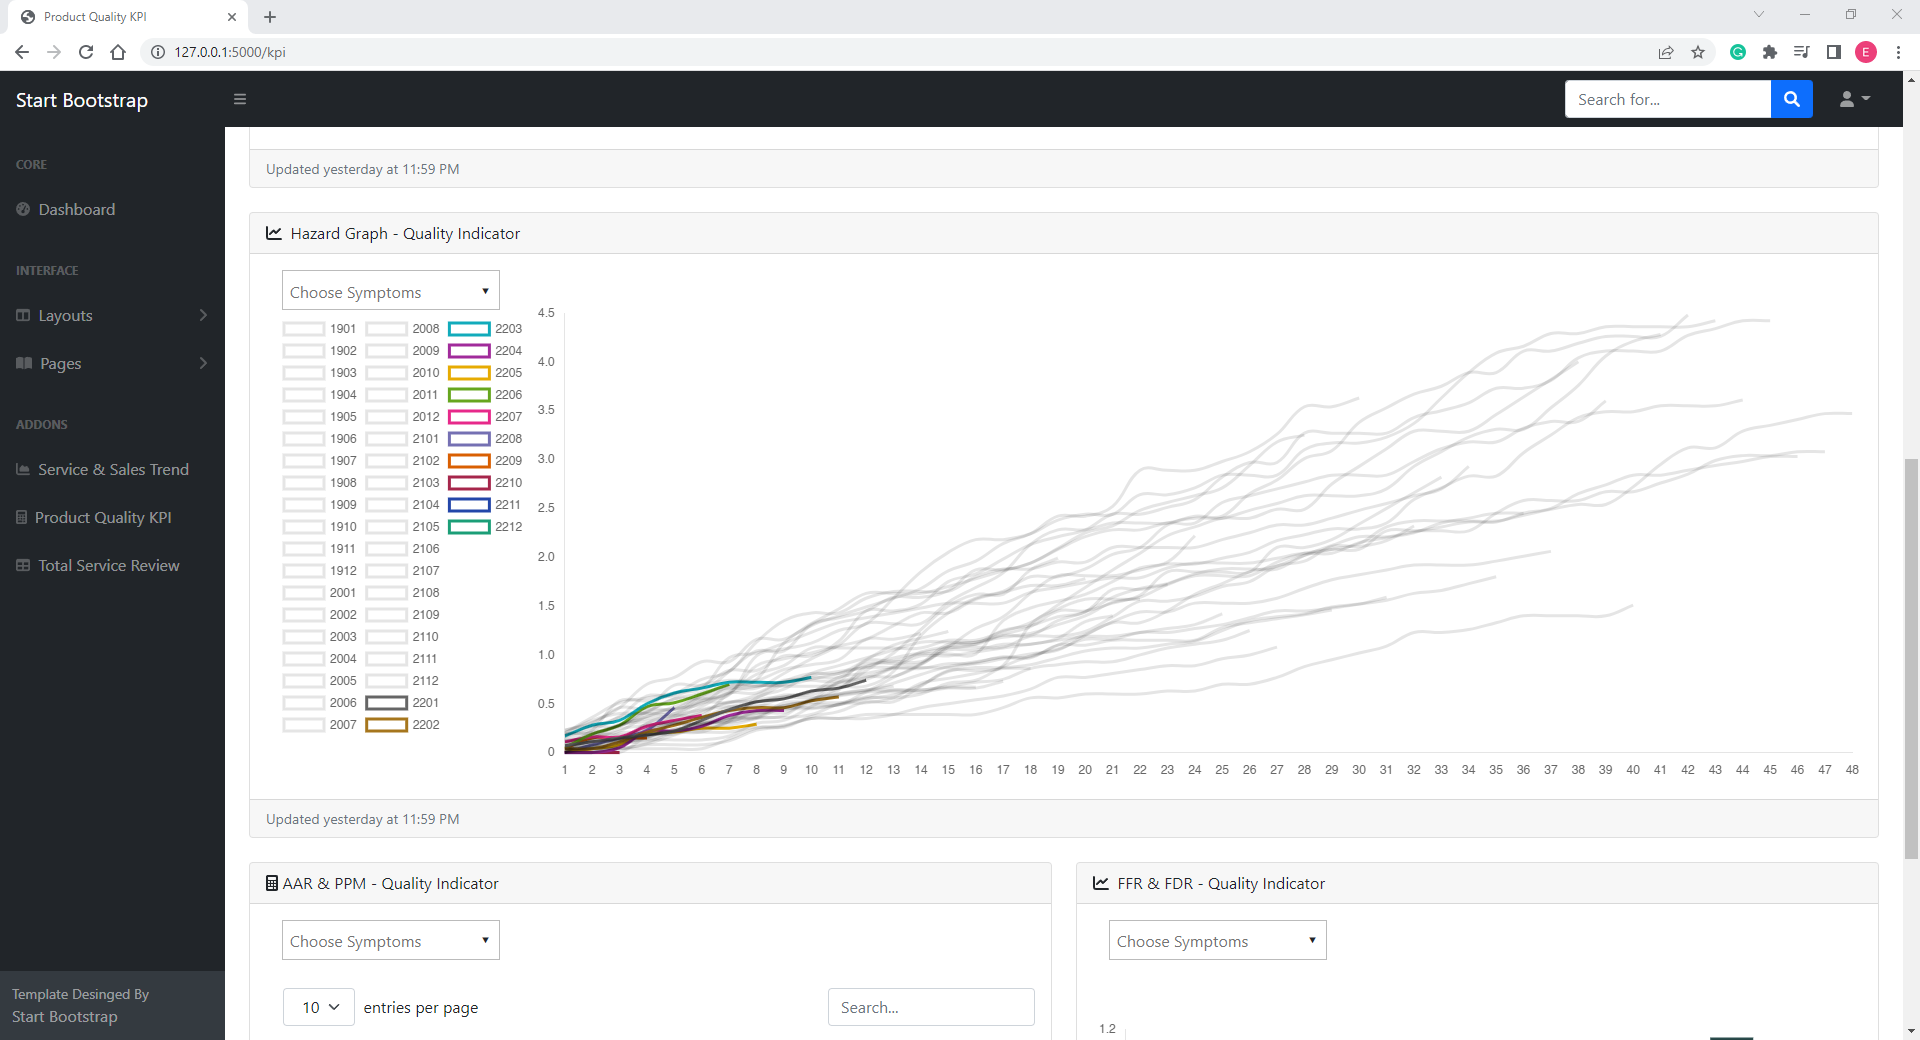 Product Quality KPI
127.0.0.1:5000/kpi
E
Start Bootstrap
Search for...
CORE
Dashboard
INTERFACE
Layouts
Pages
ADDONS
Service & Sales Trend
Product Quality KPI
Total Service Review
Template Desinged By
Start Bootstrap
Updated yesterday at 11:59 PM
Hazard Graph - Quality Indicator
Choose Symptoms
1901 2008 2203
1902 2009 2204
1903 2010 2205
1904 2011 2206
1905 2012 2207
1906 2101 2208
1907 2102 2209
1908 2103 2210
1909 2104 2211
1910 2105 2212
1911 2106
1912 2107
2001 2108
2002 2109
2003 2110
2004 2111
2005 2112
2006 2201
2007 2202
4.5
4.0
3.5
3.0
2.5
2.0
1.5
1.0
0.5
0
1 2 3 4 5 6 7 8 9 10 11 12 13 14 15 16 17 18 19 20 21 22 23 24 25 26 27 28 29 30 31 32 33 34 35 36 37 38 39 40 41 42 43 44 45 46 47 48
Updated yesterday at 11:59 PM
AAR & PPM - Quality Indicator
Choose Symptoms
10 entries per page
Search...
FFR & FDR - Quality Indicator
Choose Symptoms
1.2